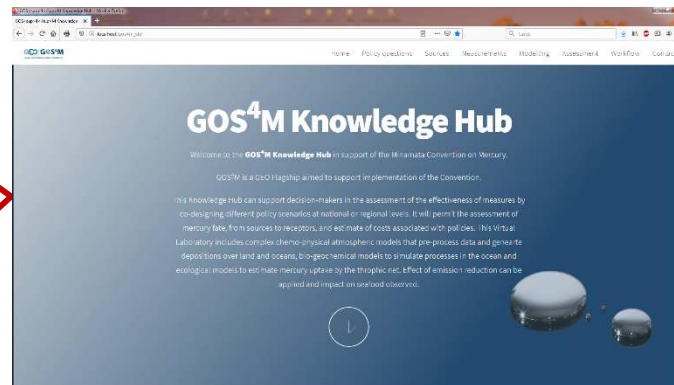 GOS4M Knowledge Hub
localhost
Home Policy questions Sources Measurements Modelling Assessment Workflow Contac
GOS⁴M Knowledge Hub
Welcome to the GOS⁴M Knowledge Hub in support of the Minamata Convention on Mercury.
GOS⁴M is a GEO Flagship aimed to support implementation of the Convention.
This Knowledge Hub can support decision-makers in the assessment of the effectiveness of measures by
co-designing different policy scenarios at national or regional levels. It will permit the assessment of
mercury fate, from sources to receptors, and estimate of costs associated with policies. This Virtual
Laboratory includes complex chemo-physical atmospheric models that pre-process data and genearte
depositions over land and oceans, bio-geochemical models to simulate processes in the ocean and
ecological models to estimate mercury uptake by the throphic net. Effect of emission reduction can be
applied and impact on seafood observed.